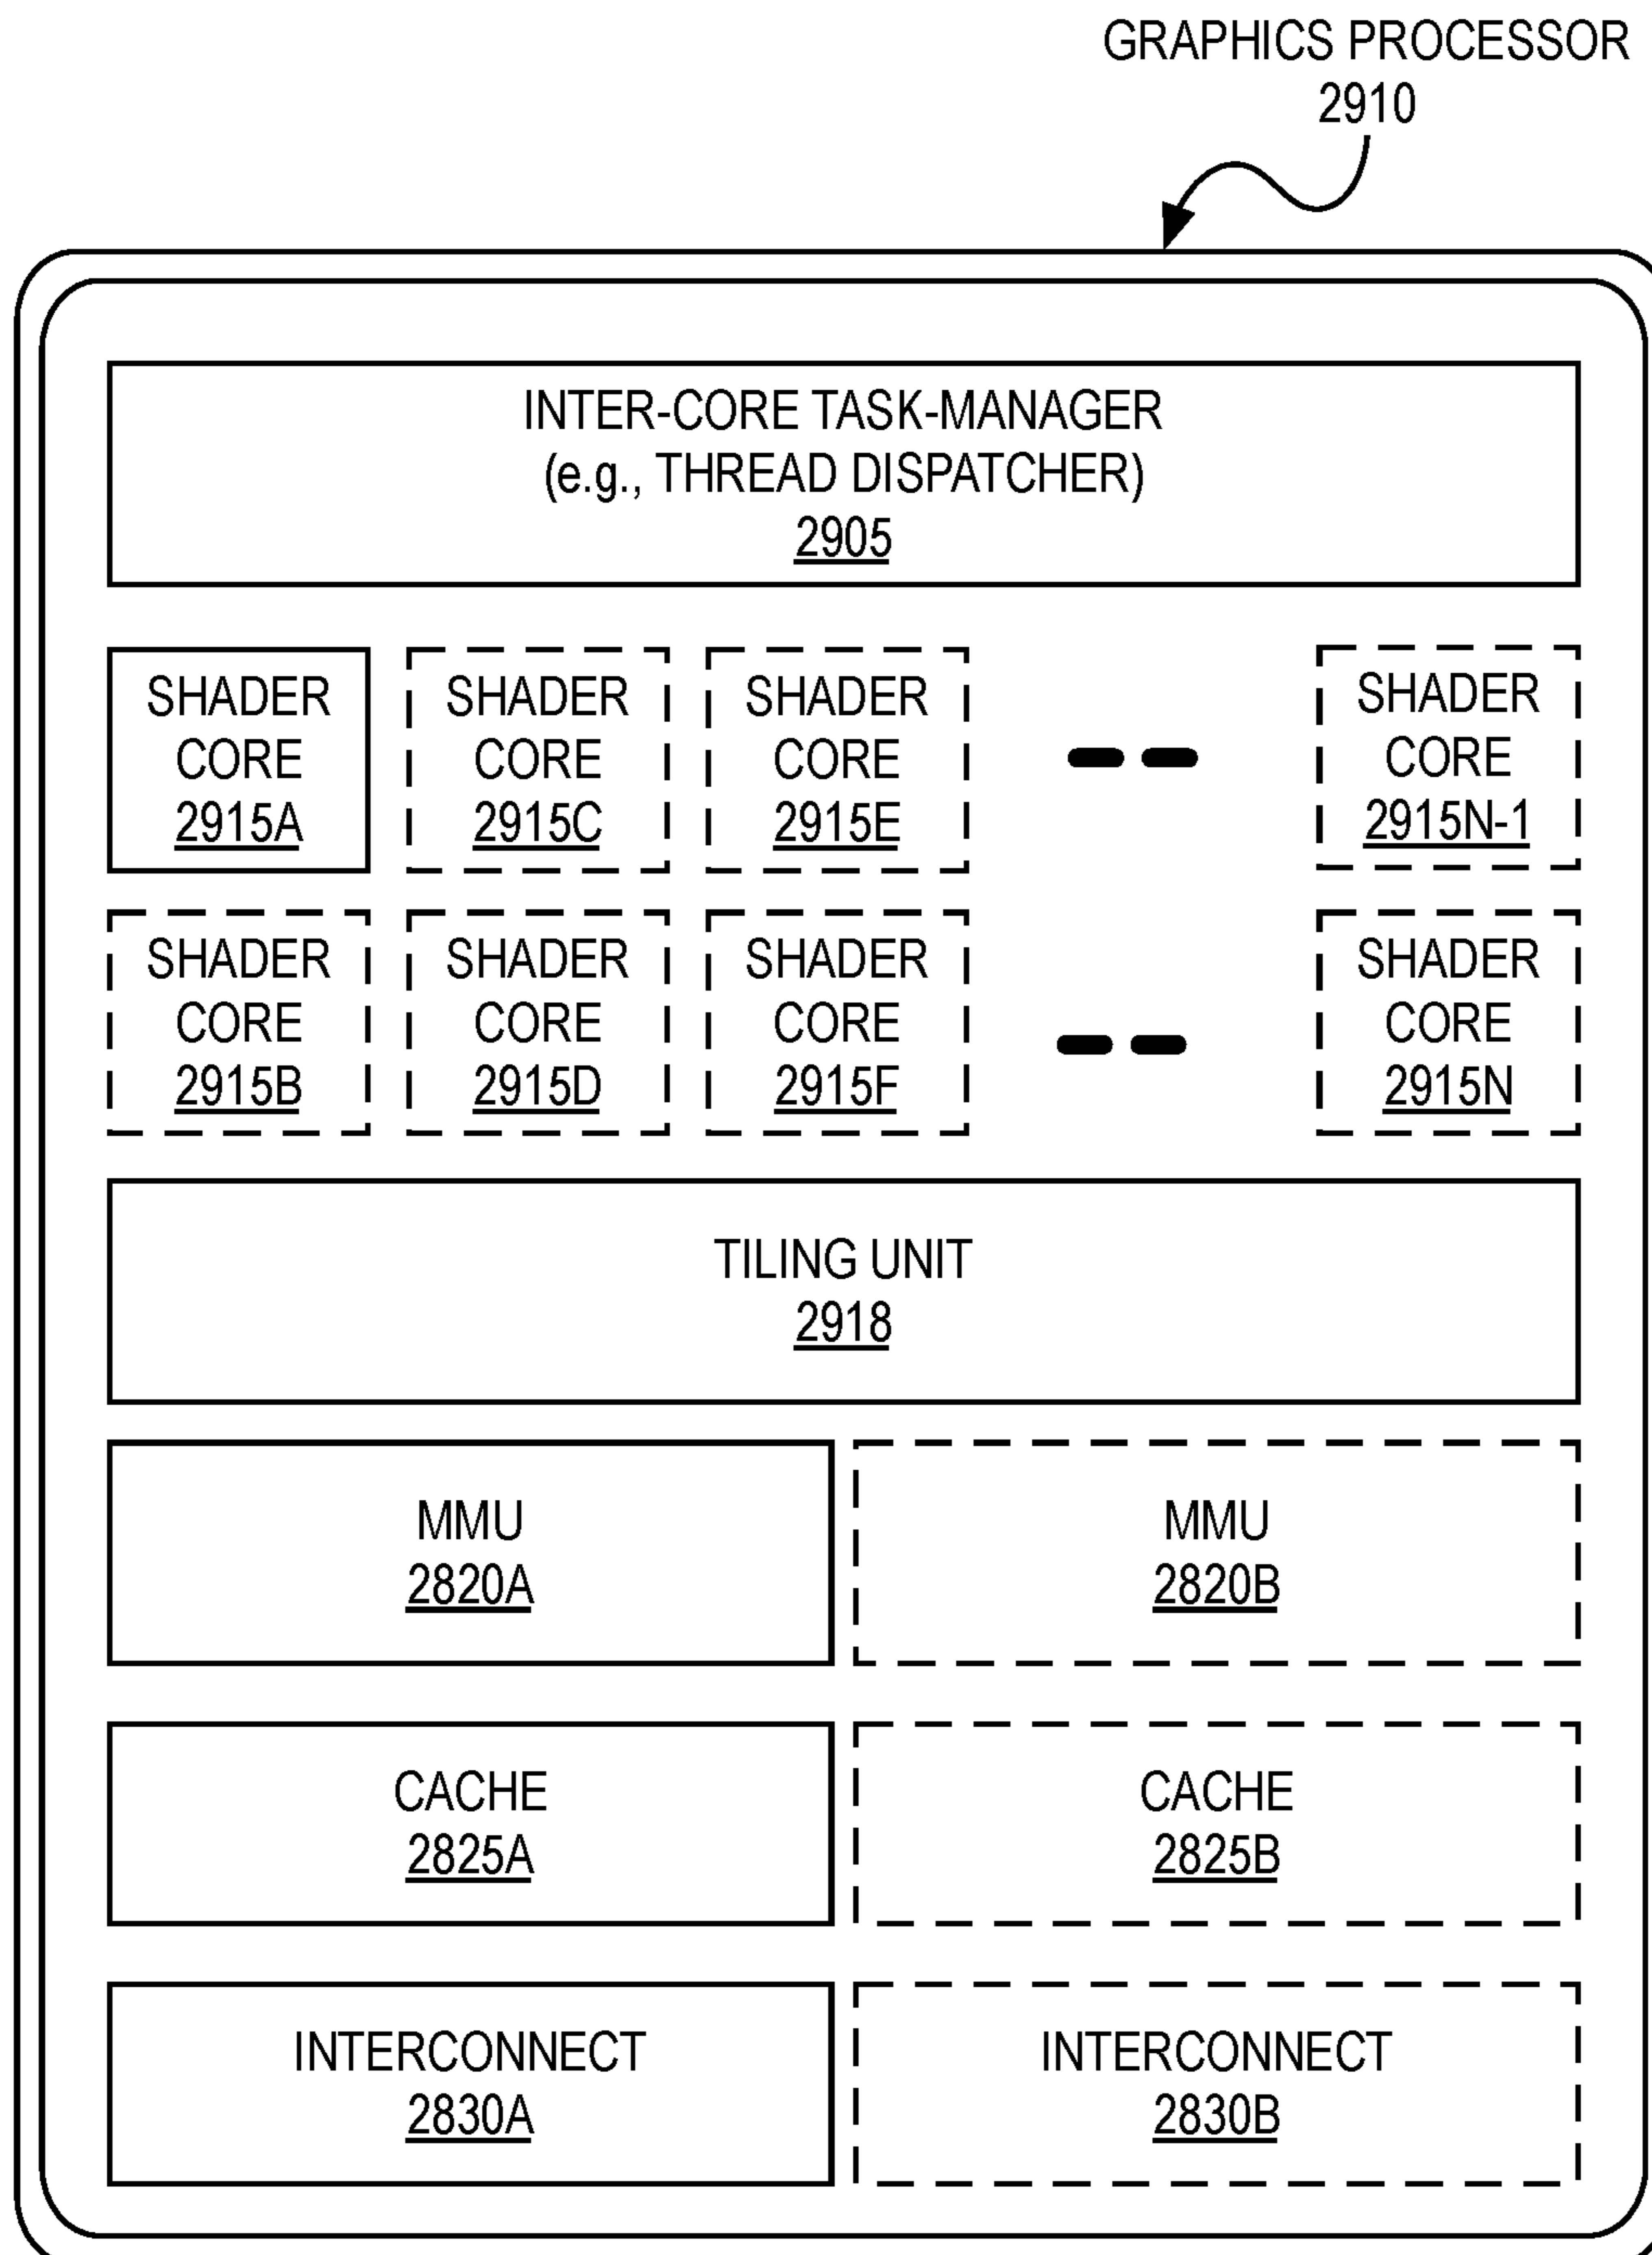 GRAPHICS PROCESSOR
2910
INTER-CORE TASK-MANAGER
(e.g., THREAD DISPATCHER)
2905
SHADER
CORE
2915A
SHADER
CORE
2915C
SHADER
CORE
2915E
SHADER
CORE
2915N-1
SHADER
CORE
2915B
SHADER
CORE
2915D
SHADER
CORE
2915F
SHADER
CORE
2915N
TILING UNIT
2918
MMU
2820A
MMU
2820B
CACHE
2825A
CACHE
2825B
INTERCONNECT
2830A
INTERCONNECT
2830B